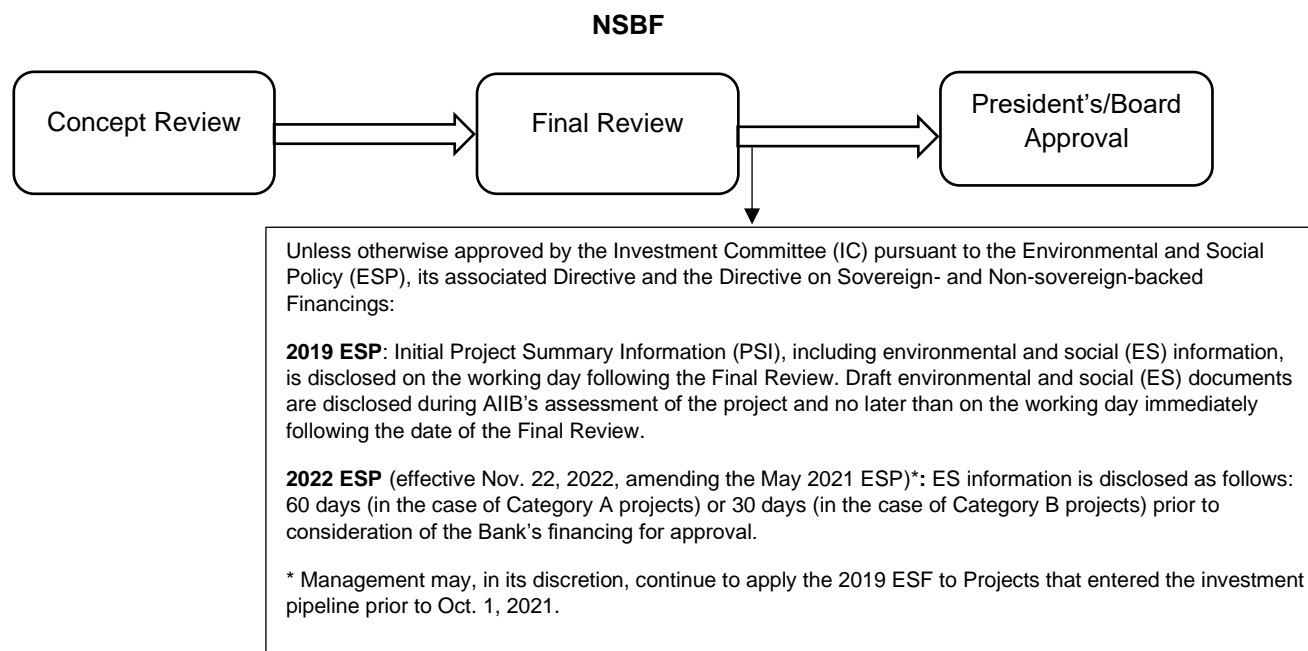 NSBF
Concept Review
Final Review
President's/Board
Approval
Unless otherwise approved by the Investment Committee (IC) pursuant to the Environmental and Social
Policy (ESP), its associated Directive and the Directive on Sovereign- and Non-sovereign-backed
Financings:
2019 ESP: Initial Project Summary Information (PSI), including environmental and social (ES) information,
is disclosed on the working day following the Final Review. Draft environmental and social (ES) documents
are disclosed during AIIB's assessment of the project and no later than on the working day immediately
following the date of the Final Review.
2022 ESP (effective Nov. 22, 2022, amending the May 2021 ESP)*: ES information is disclosed as follows:
60 days (in the case of Category A projects) or 30 days (in the case of Category B projects) prior to
consideration of the Bank's financing for approval.
* Management may, in its discretion, continue to apply the 2019 ESF to Projects that entered the investment
pipeline prior to Oct. 1, 2021.